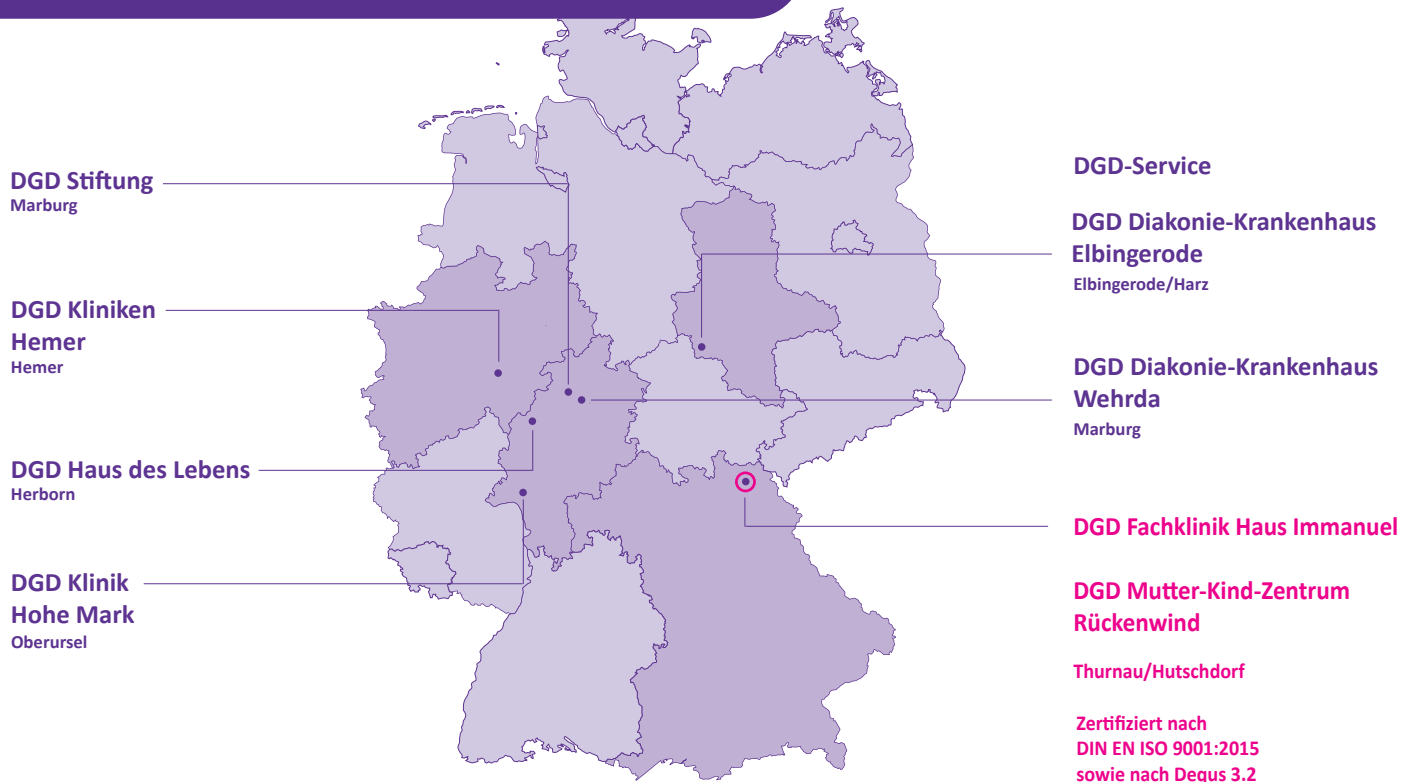 DGD Stiftung
Marburg
DGD Kliniken
Hemer
Hemer
DGD Haus des Lebens
Herborn
DGD Klinik
Hohe Mark
Oberursel
DGD-Service
DGD Diakonie-Krankenhaus
Elbingerode
Elbingerode/Harz
DGD Diakonie-Krankenhaus
Wehrda
Marburg
DGD Fachklinik Haus Immanuel
DGD Mutter-Kind-Zentrum
Rückenwind
Thurnau/Hutschdorf
Zertifiziert nach
DIN EN ISO 9001:2015
sowie nach Degus 3.2